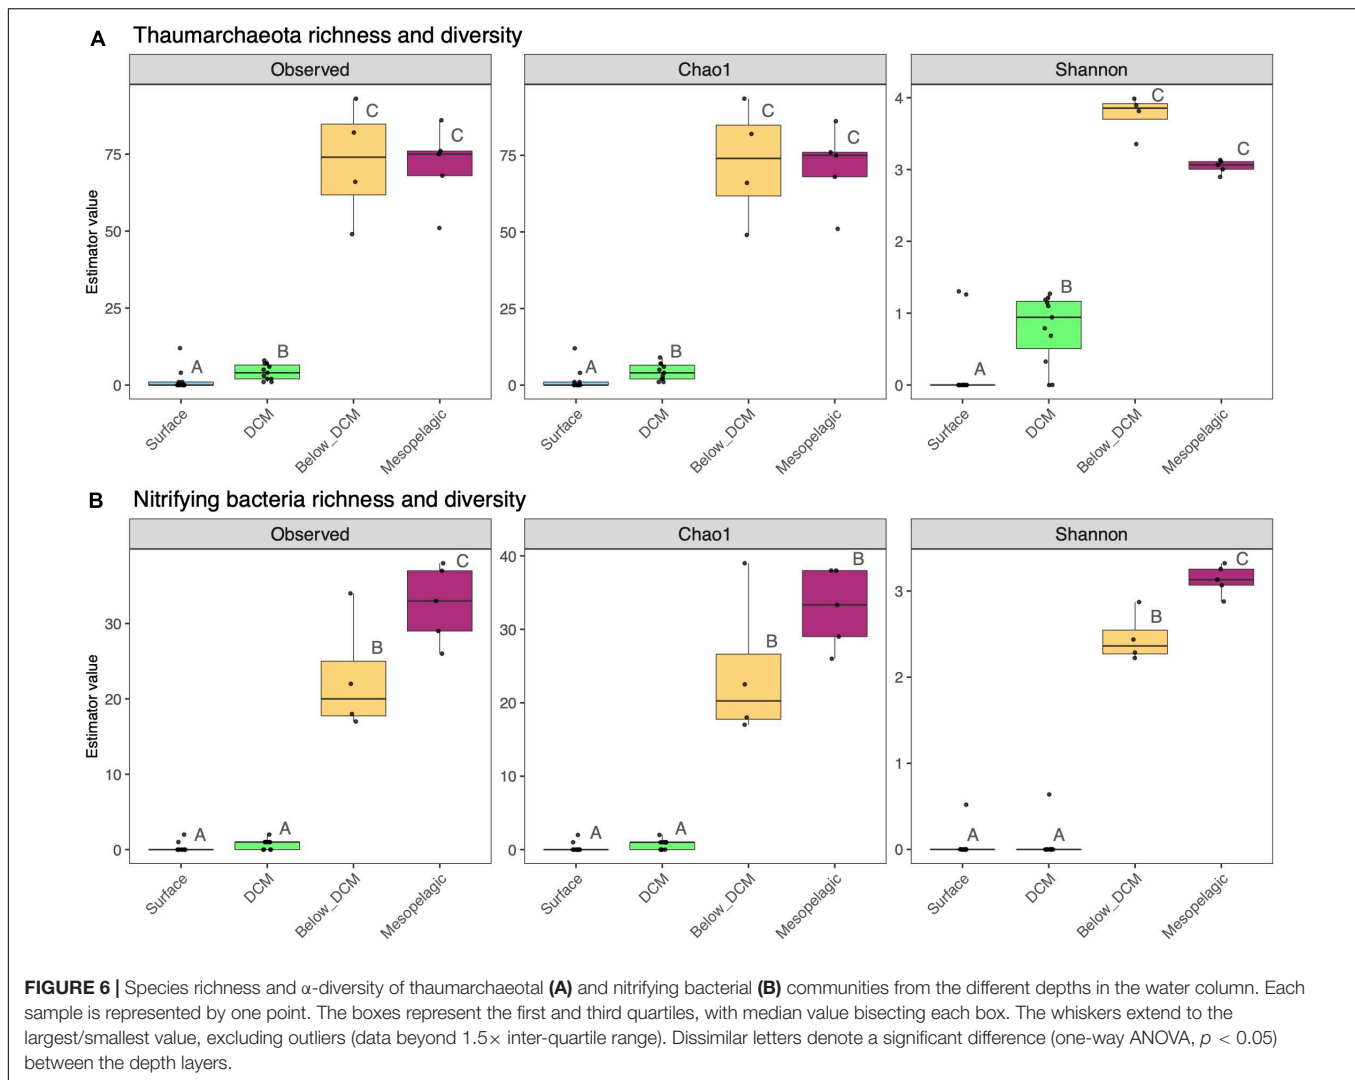 A Thaumarchaeota richness and diversity
Observed Chao1 Shannon
Estimator value
75
50
25
0
C
C
A
B
75
50
25
0
C
C
A
B
4
3
2
1
0
C
C
B
A
Surface DCM Below_DCM Mesopelagic
Surface DCM Below_DCM Mesopelagic
Surface DCM Below_DCM Mesopelagic
B Nitrifying bacteria richness and diversity
Observed Chao1 Shannon
Estimator value
30
20
10
0
C
B
A
A
40
30
20
10
0
B
B
A
A
3
2
1
0
C
B
A
A
Surface DCM Below_DCM Mesopelagic
Surface DCM Below_DCM Mesopelagic
Surface DCM Below_DCM Mesopelagic
FIGURE 6 | Species richness and α-diversity of thaumarchaeotal (A) and nitrifying bacterial (B) communities from the different depths in the water column. Each
sample is represented by one point. The boxes represent the first and third quartiles, with median value bisecting each box. The whiskers extend to the
largest/smallest value, excluding outliers (data beyond 1.5× inter-quartile range). Dissimilar letters denote a significant difference (one-way ANOVA, p < 0.05)
between the depth layers.